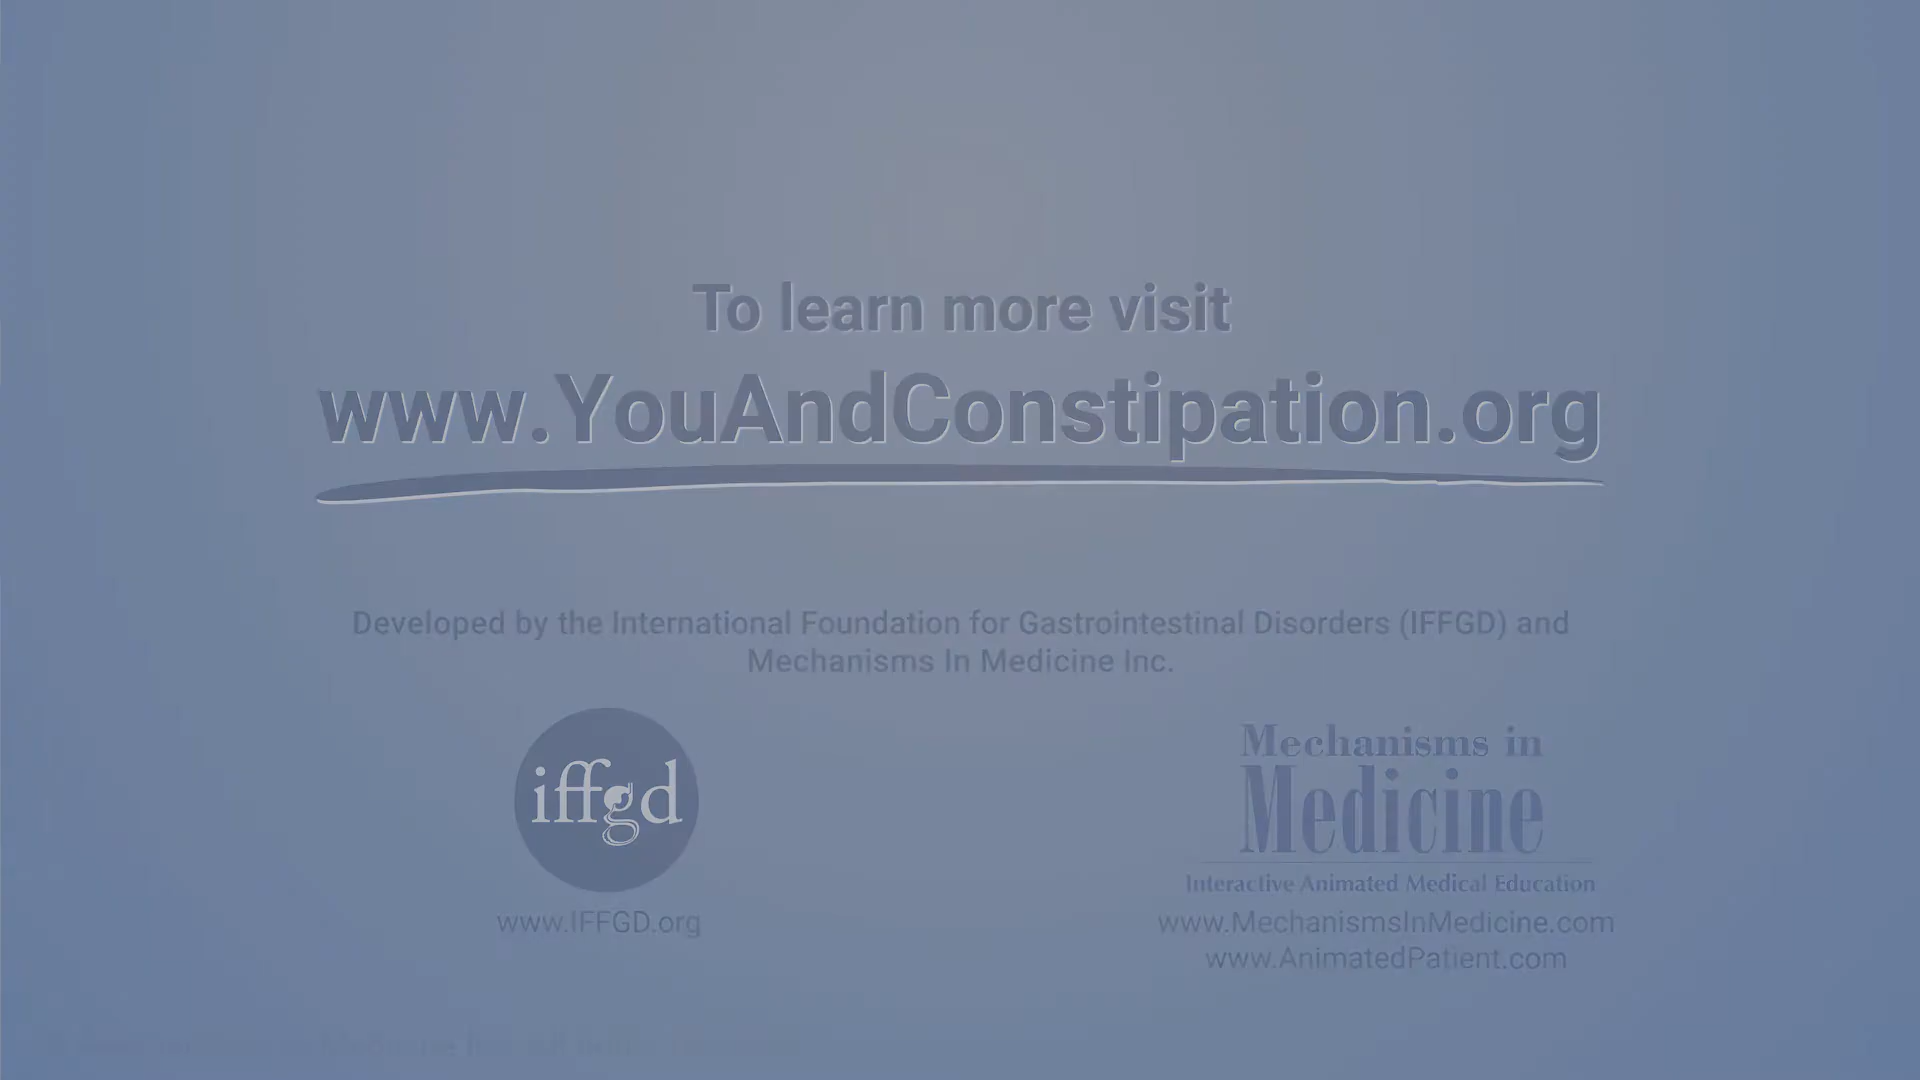 To learn more visit
www.YouAndConstipation.org
Developed by the International Foundation for Gastrointestinal Disorders (IFFGD) and
Mechanisms In Medicine Inc.
iffgd
www.IFFGD.org
Mechanisms in
Medicine
Interactive Animated Medical Education
www.MechanismsInMedicine.com
www.AnimatedPatient.com